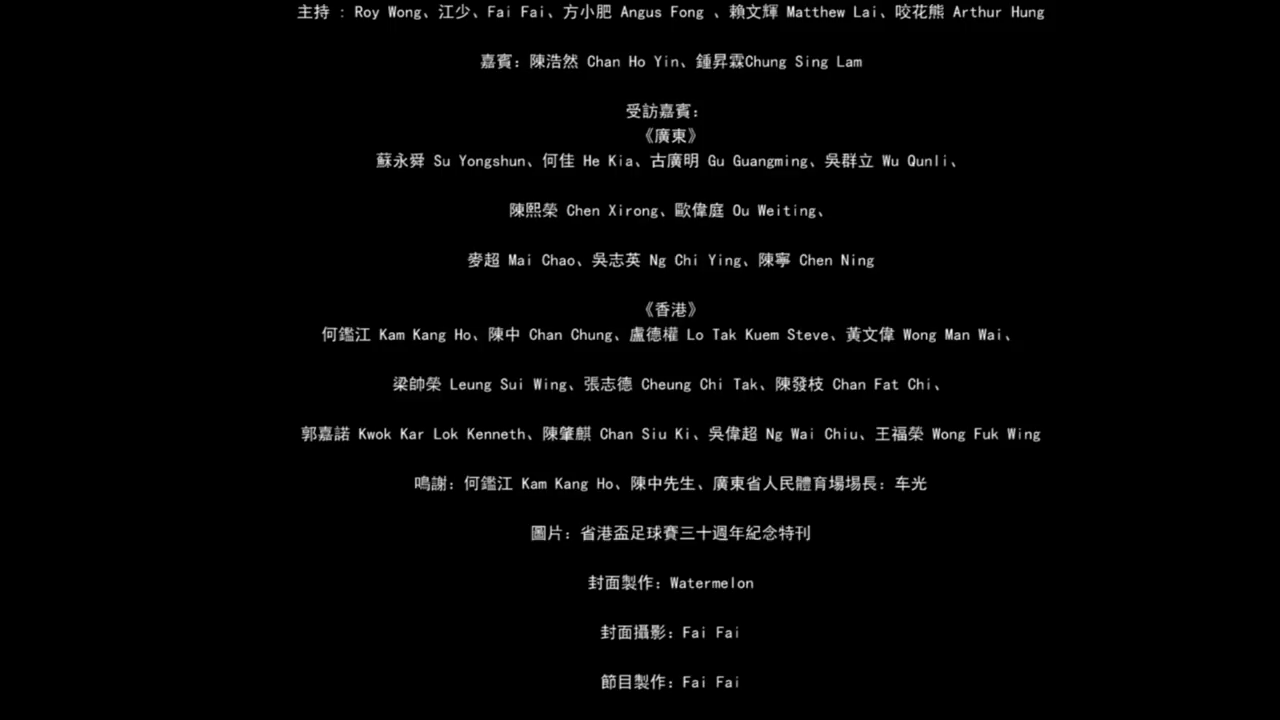 主持 : Roy Wong、江少、Fai Fai、方小肥 Angus Fong 、賴文輝 Matthew Lai、咬花熊 Arthur Hung
嘉賓: 陳浩然 Chan Ho Yin、鍾昇霖Chung Sing Lam
受訪嘉賓:
《廣東》
蘇永舜 Su Yongshun、何佳 He Kia、古廣明 Gu Guangming、吳群立 Wu Qunli、
陳熙榮 Chen Xirong、歐偉庭 Ou Weiting、
麥超 Mai Chao、吳志英 Ng Chi Ying、陳寧 Chen Ning
《香港》
何鑑江 Kam Kang Ho、陳中 Chan Chung、盧德權 Lo Tak Kuem Steve、黃文偉 Wong Man Wai、
梁帥榮 Leung Sui Wing、張志德 Cheung Chi Tak、陳發枝 Chan Fat Chi、
郭嘉諾 Kwok Kar Lok Kenneth、陳肇麒 Chan Siu Ki、吳偉超 Ng Wai Chiu、王福榮 Wong Fuk Wing
鳴謝: 何鑑江 Kam Kang Ho、陳中先生、廣東省人民體育場場長: 车光
圖片: 省港盃足球賽三十週年紀念特刊
封面製作: Watermelon
封面攝影: Fai Fai
節目製作: Fai Fai